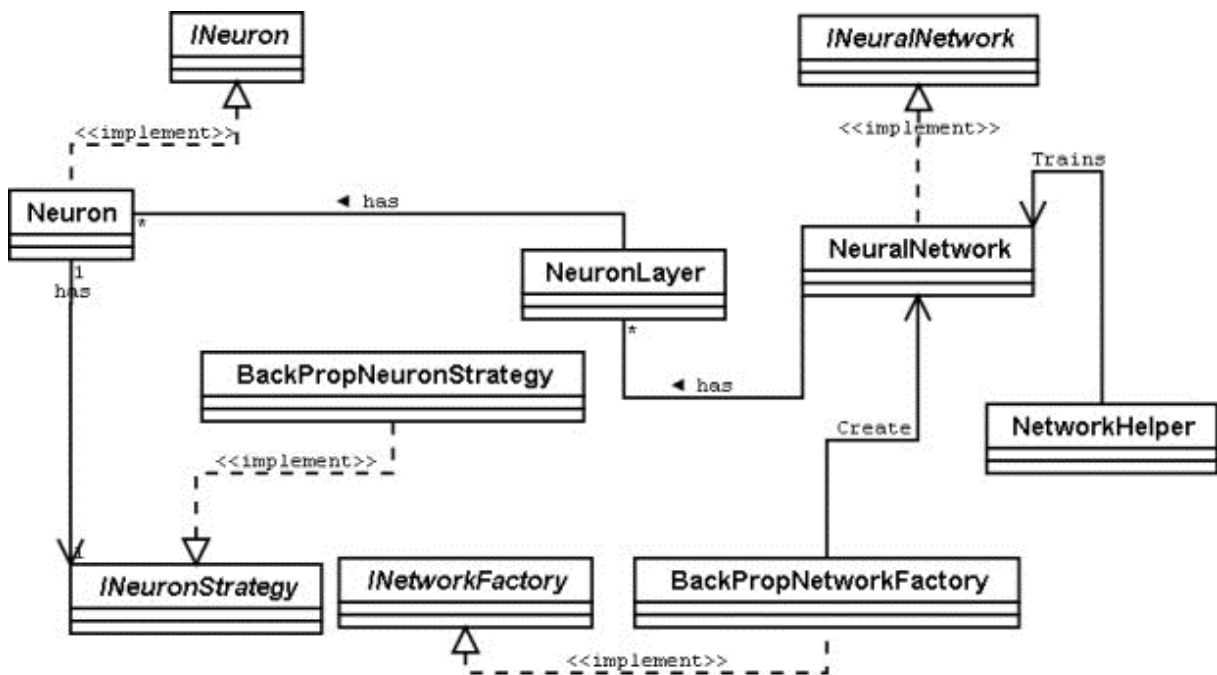 INeuron
INeuralNetwork
<<implement>>
<<implement>>
Trains
Neuron
*
◄ has
NeuralNetwork
1
has
NeuronLayer
*
BackPropNeuronStrategy
◄ has
<<implement>>
Create
NetworkHelper
1
INeuronStrategy
INetworkFactory
BackPropNetworkFactory
<<implement>>